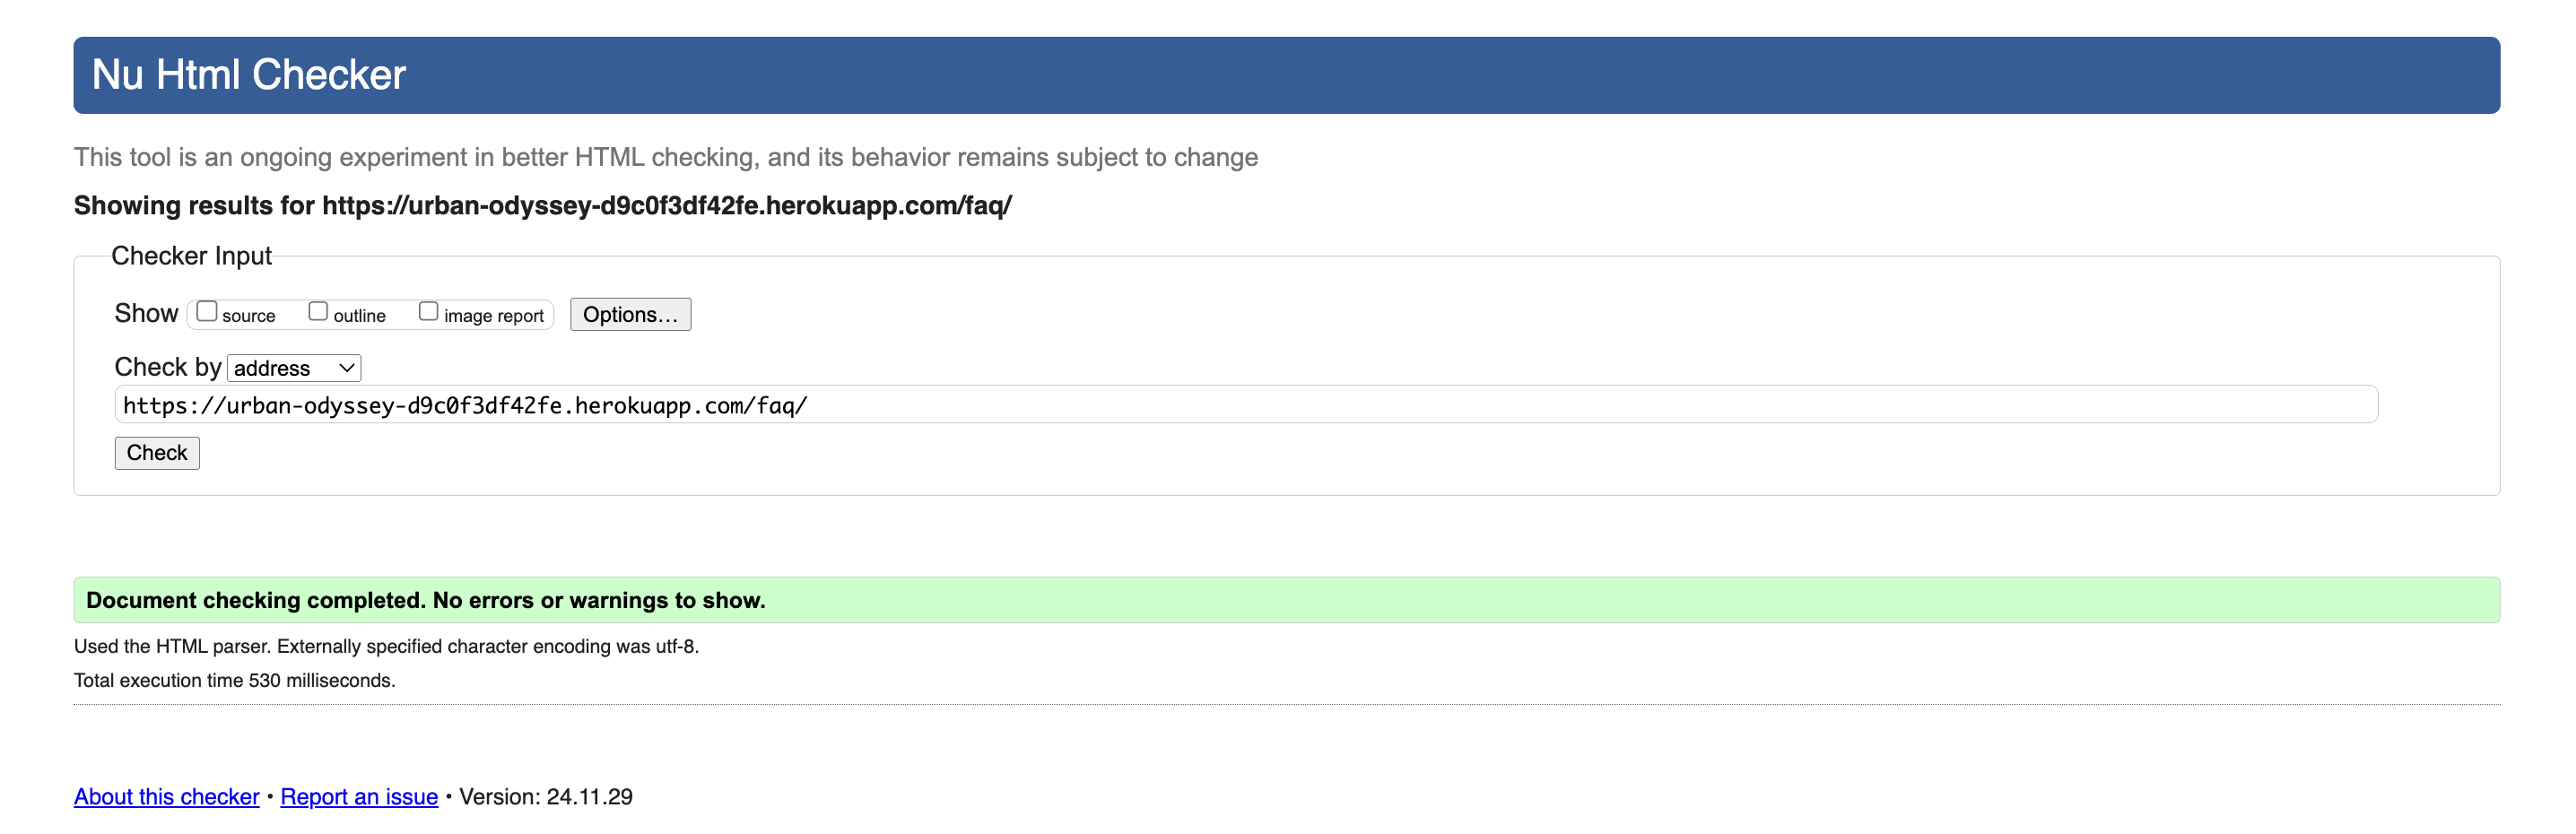 Nu Html Checker
This tool is an ongoing experiment in better HTML checking, and its behavior remains subject to change
Showing results for https://urban-odyssey-d9c0f3df42fe.herokuapp.com/faq/
Checker Input
Show source outline image report Options…
Check by address
https://urban-odyssey-d9c0f3df42fe.herokuapp.com/faq/
Check
Document checking completed. No errors or warnings to show.
Used the HTML parser. Externally specified character encoding was utf-8.
Total execution time 530 milliseconds.
About this checker • Report an issue • Version: 24.11.29